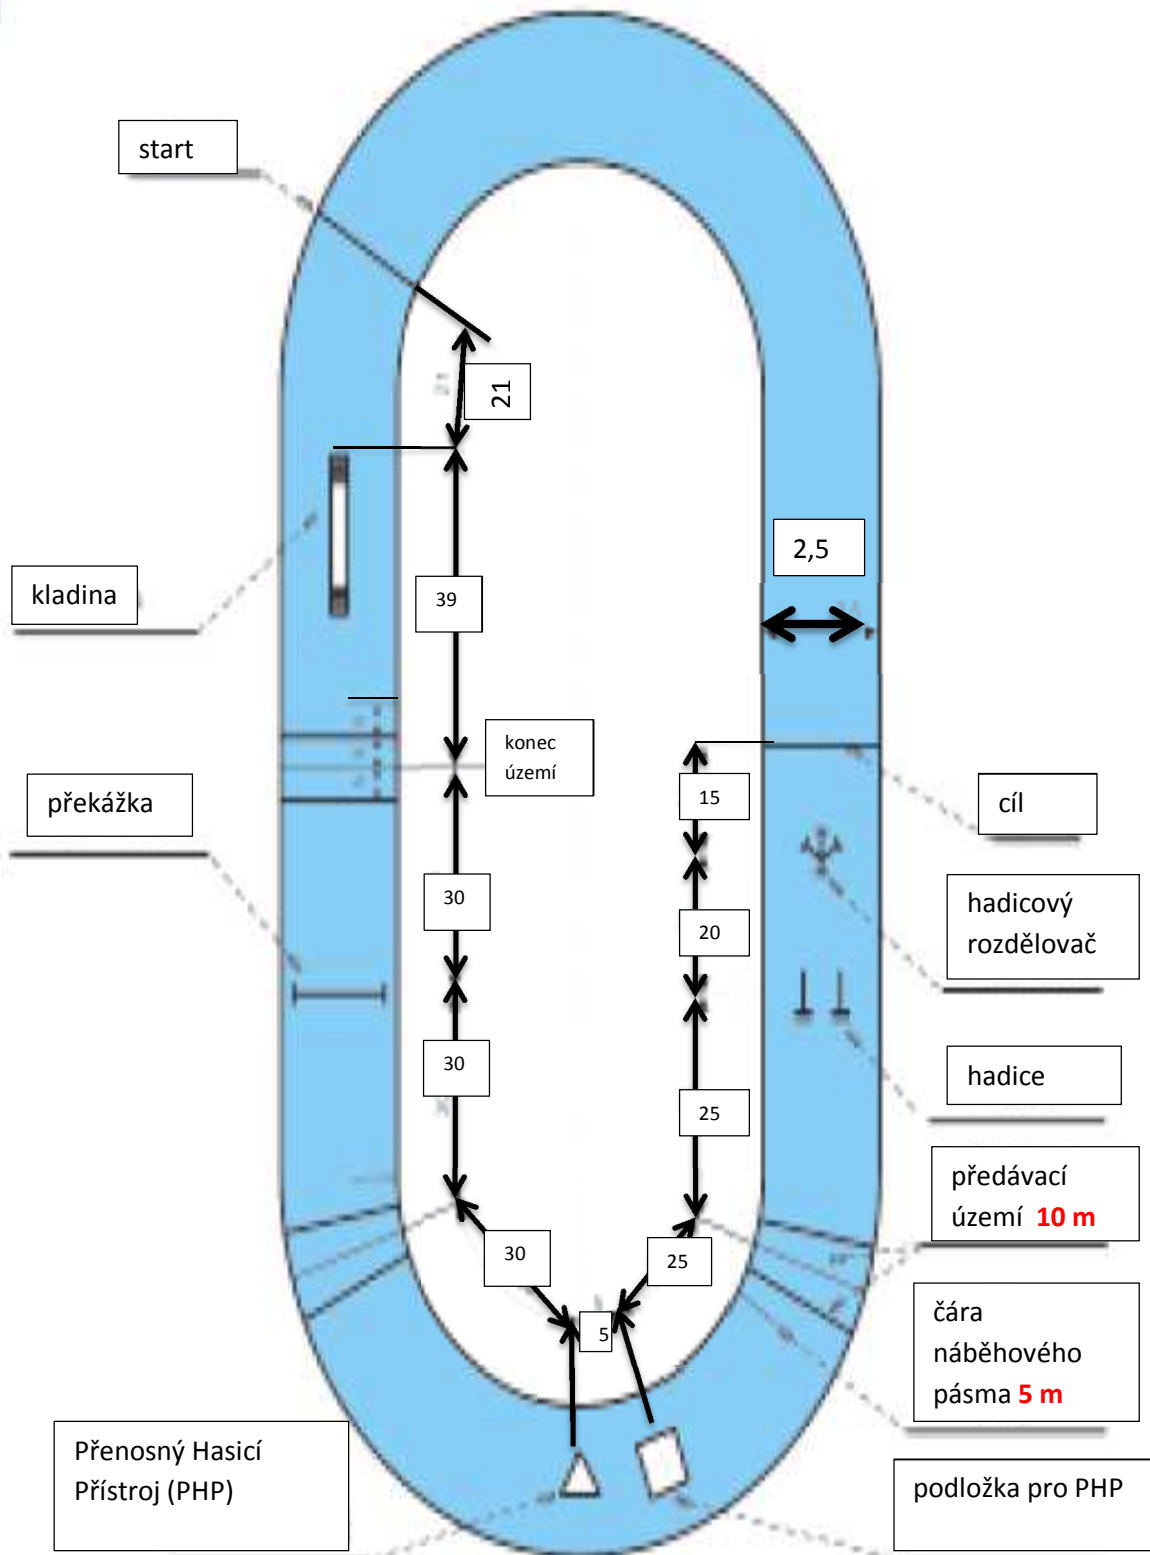 start
21
21
kladina
2,5
39
konec
území
překážka
15
cíl
30
20
hadicový
rozdělovač
30
25
hadice
předávací
území 10 m
30
25
5
čára
náběhového
pásma 5 m
Přenosný Hasicí
Přístroj (PHP)
podložka pro PHP